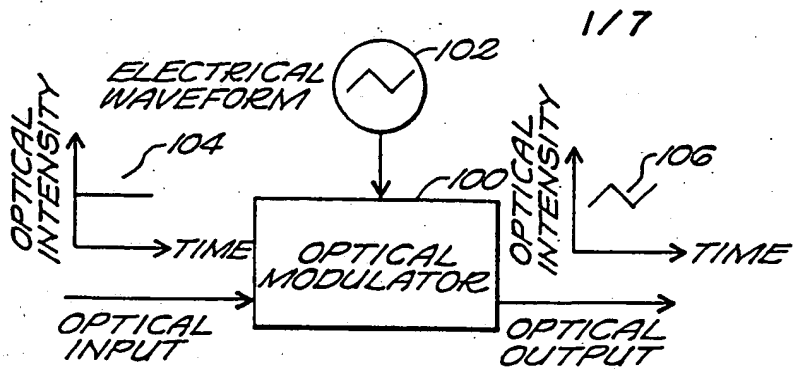 1/7
102
ELECTRICAL
WAVEFORM
104
OPTICAL
INTENSITY
TIME
100
OPTICAL
MODULATOR
OPTICAL
INTENSITY
106
TIME
OPTICAL
INPUT
OPTICAL
OUTPUT